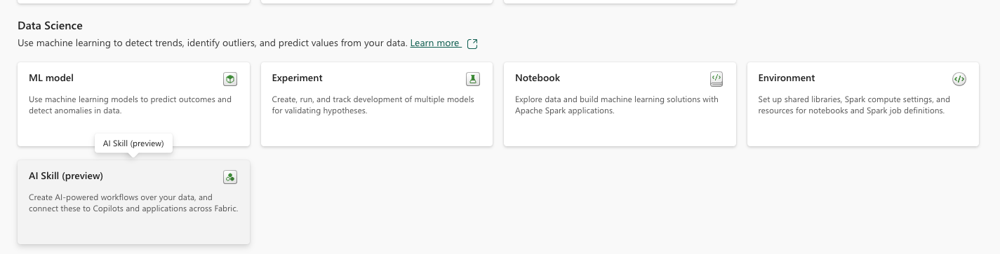 Data Science
Use machine learning to detect trends, identify outliers, and predict values from your data. Learn more
ML model
Use machine learning models to predict outcomes and
detect anomalies in data.
Experiment
Create, run, and track development of multiple models
for validating hypotheses.
Notebook
Explore data and build machine learning solutions with
Apache Spark applications.
Environment
Set up shared libraries, Spark compute settings, and
resources for notebooks and Spark job definitions.
AI Skill (preview)
AI Skill (preview)
Create AI-powered workflows over your data, and
connect these to Copilots and applications across Fabric.